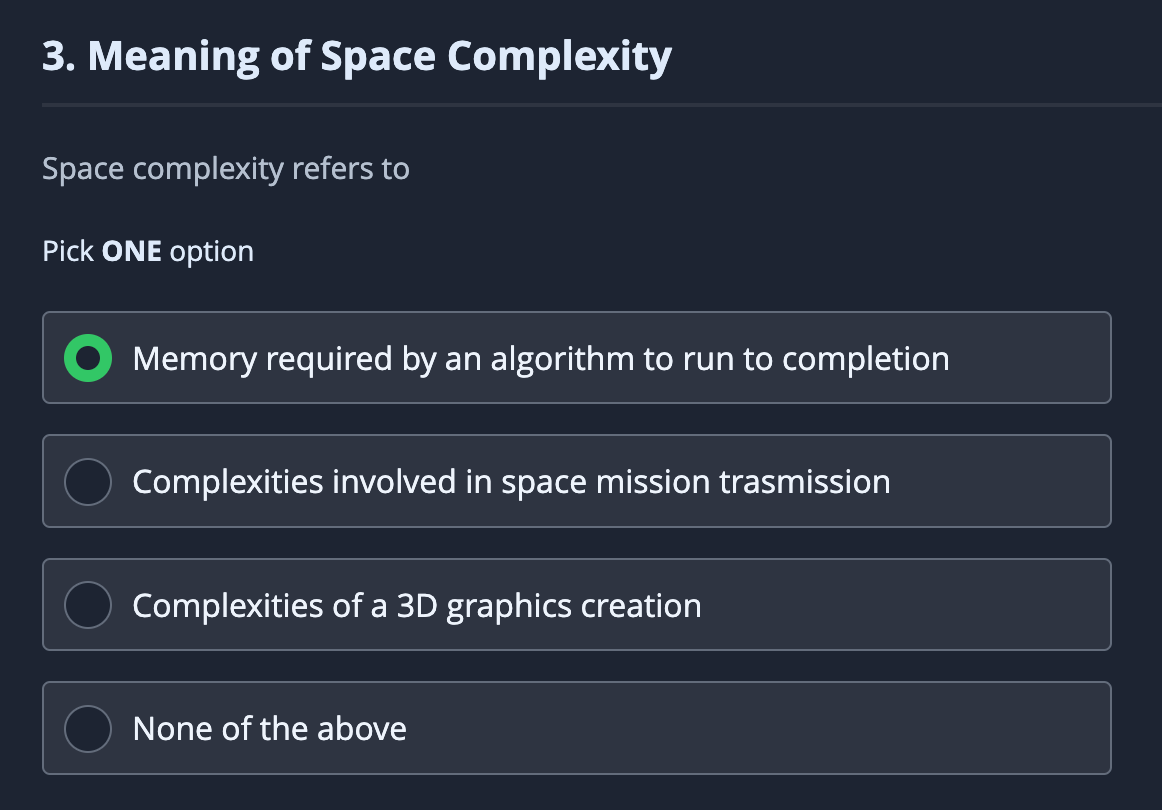 3. Meaning of Space Complexity
Space complexity refers to
Pick ONE option
Memory required by an algorithm to run to completion
Complexities involved in space mission trasmission
Complexities of a 3D graphics creation
None of the above